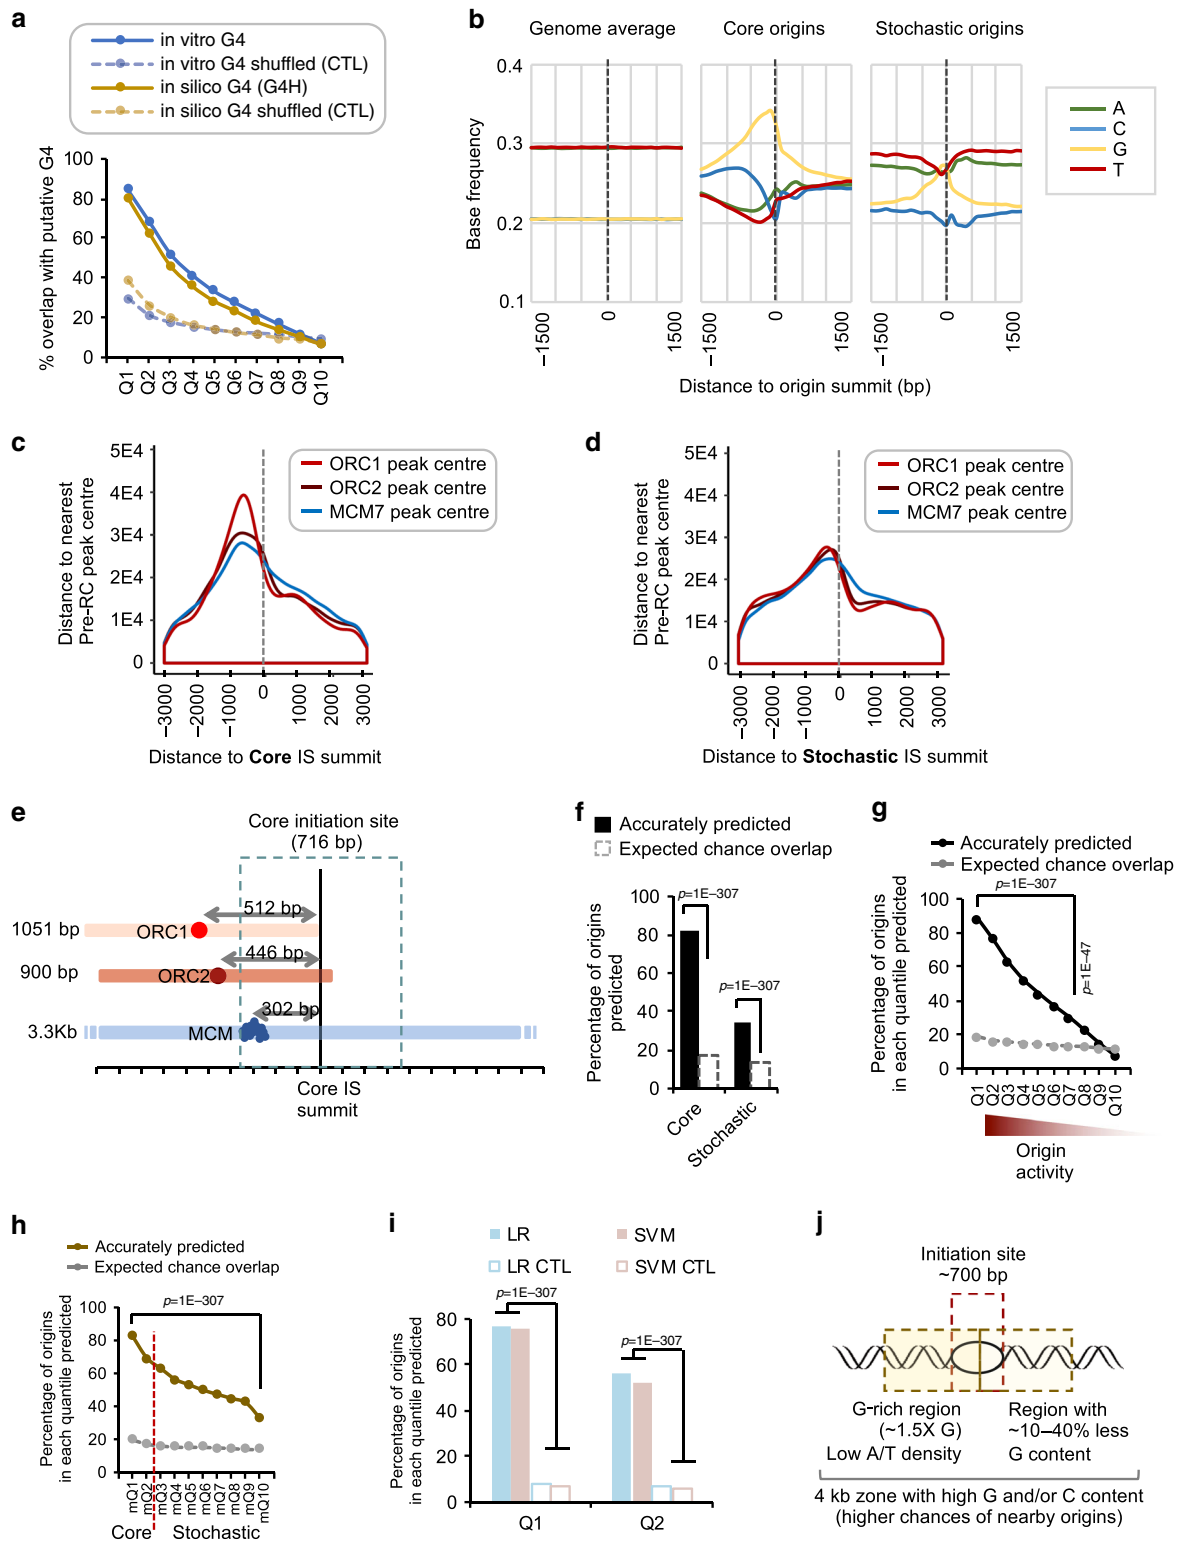 a
in vitro G4
in vitro G4 shuffled (CTL)
in silico G4 (G4H)
in silico G4 shuffled (CTL)
% overlap with putative G4
100
80
60
40
20
0
Q1
Q2
Q3
Q4
Q5
Q6
Q7
Q8
Q9
Q10
b
Genome average
Core origins
Stochastic origins
Base frequency
0.4
0.3
0.2
0.1
−1500
0
1500
−1500
0
1500
−1500
0
1500
Distance to origin summit (bp)
A
C
G
T
c
Distance to nearest
Pre-RC peak centre
5E4
4E4
3E4
2E4
1E4
0
ORC1 peak centre
ORC2 peak centre
MCM7 peak centre
−3000
−2000
−1000
0
1000
2000
3000
Distance to Core IS summit
d
Distance to nearest
Pre-RC peak centre
5E4
4E4
3E4
2E4
1E4
0
ORC1 peak centre
ORC2 peak centre
MCM7 peak centre
−3000
−2000
−1000
0
1000
2000
3000
Distance to Stochastic IS summit
e
Core initiation site
(716 bp)
512 bp
1051 bp
ORC1
446 bp
900 bp
ORC2
302 bp
3.3Kb
MCM
Core IS
summit
f
Accurately predicted
Expected chance overlap
Percentage of origins
predicted
100
80
60
40
20
0
p=1E−307
p=1E−307
Core
Stochastic
g
Accurately predicted
Expected chance overlap
Percentage of origins
in each quantile predicted
100
80
60
40
20
0
p=1E−307
p=1E−47
Q1
Q2
Q3
Q4
Q5
Q6
Q7
Q8
Q9
Q10
Origin
activity
h
Accurately predicted
Expected chance overlap
Percentage of origins
in each quantile predicted
100
80
60
40
20
0
p=1E−307
mQ1
mQ2
mQ3
mQ4
mQ5
mQ6
mQ7
mQ8
mQ9
mQ10
Core
Stochastic
i
LR
SVM
LR CTL
SVM CTL
Percentage of origins
in each quantile predicted
80
60
40
20
0
p=1E−307
p=1E−307
Q1
Q2
j
Initiation site
~700 bp
G-rich region
(~1.5X G)
Low A/T density
Region with
~10–40% less
G content
4 kb zone with high G and/or C content
(higher chances of nearby origins)